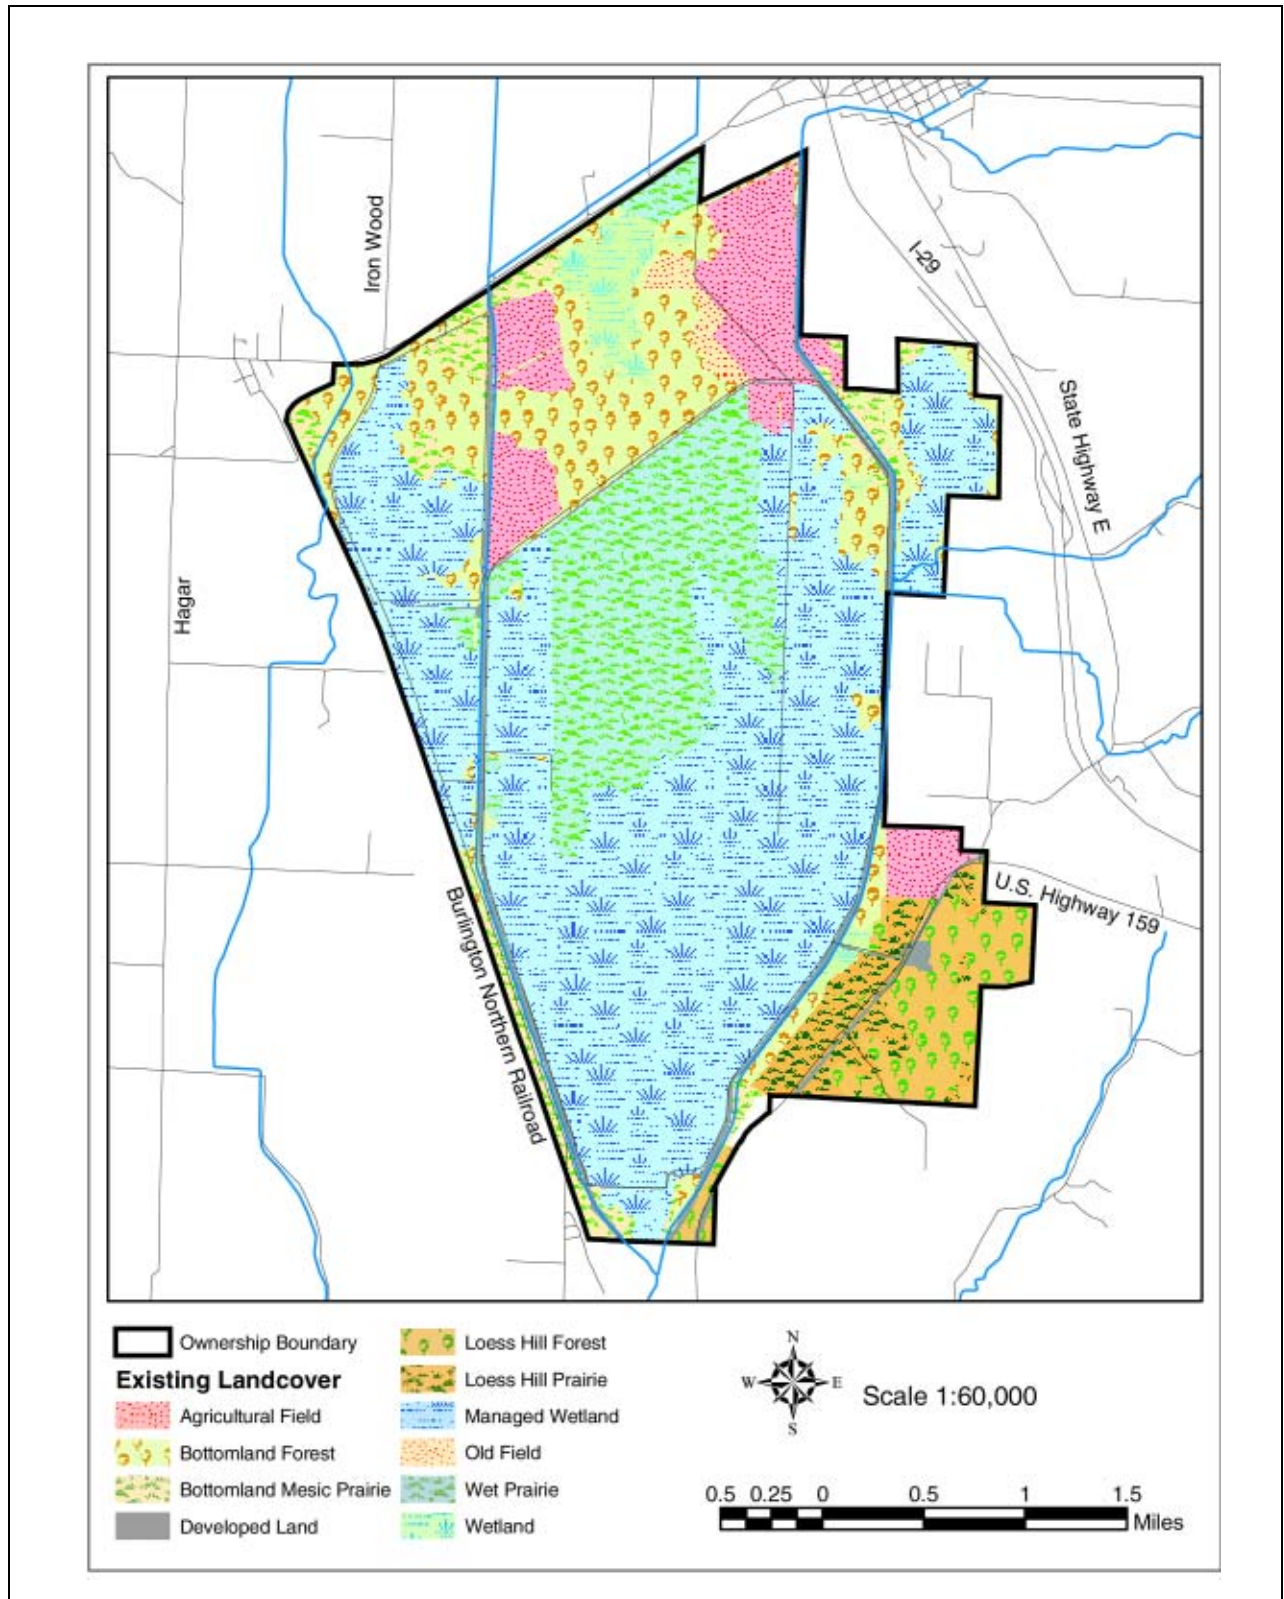 Iron Wood
I-29
State Highway E
Hagar
U.S. Highway 159
Burlington Northern Railroad
Ownership Boundary
Existing Landcover
Agricultural Field
Bottomland Forest
Bottomland Mesic Prairie
Developed Land
Loess Hill Forest
Loess Hill Prairie
Managed Wetland
Old Field
Wet Prairie
Wetland
N
W E
S
Scale 1:60,000
0.5 0.25 0 0.5 1 1.5
Miles